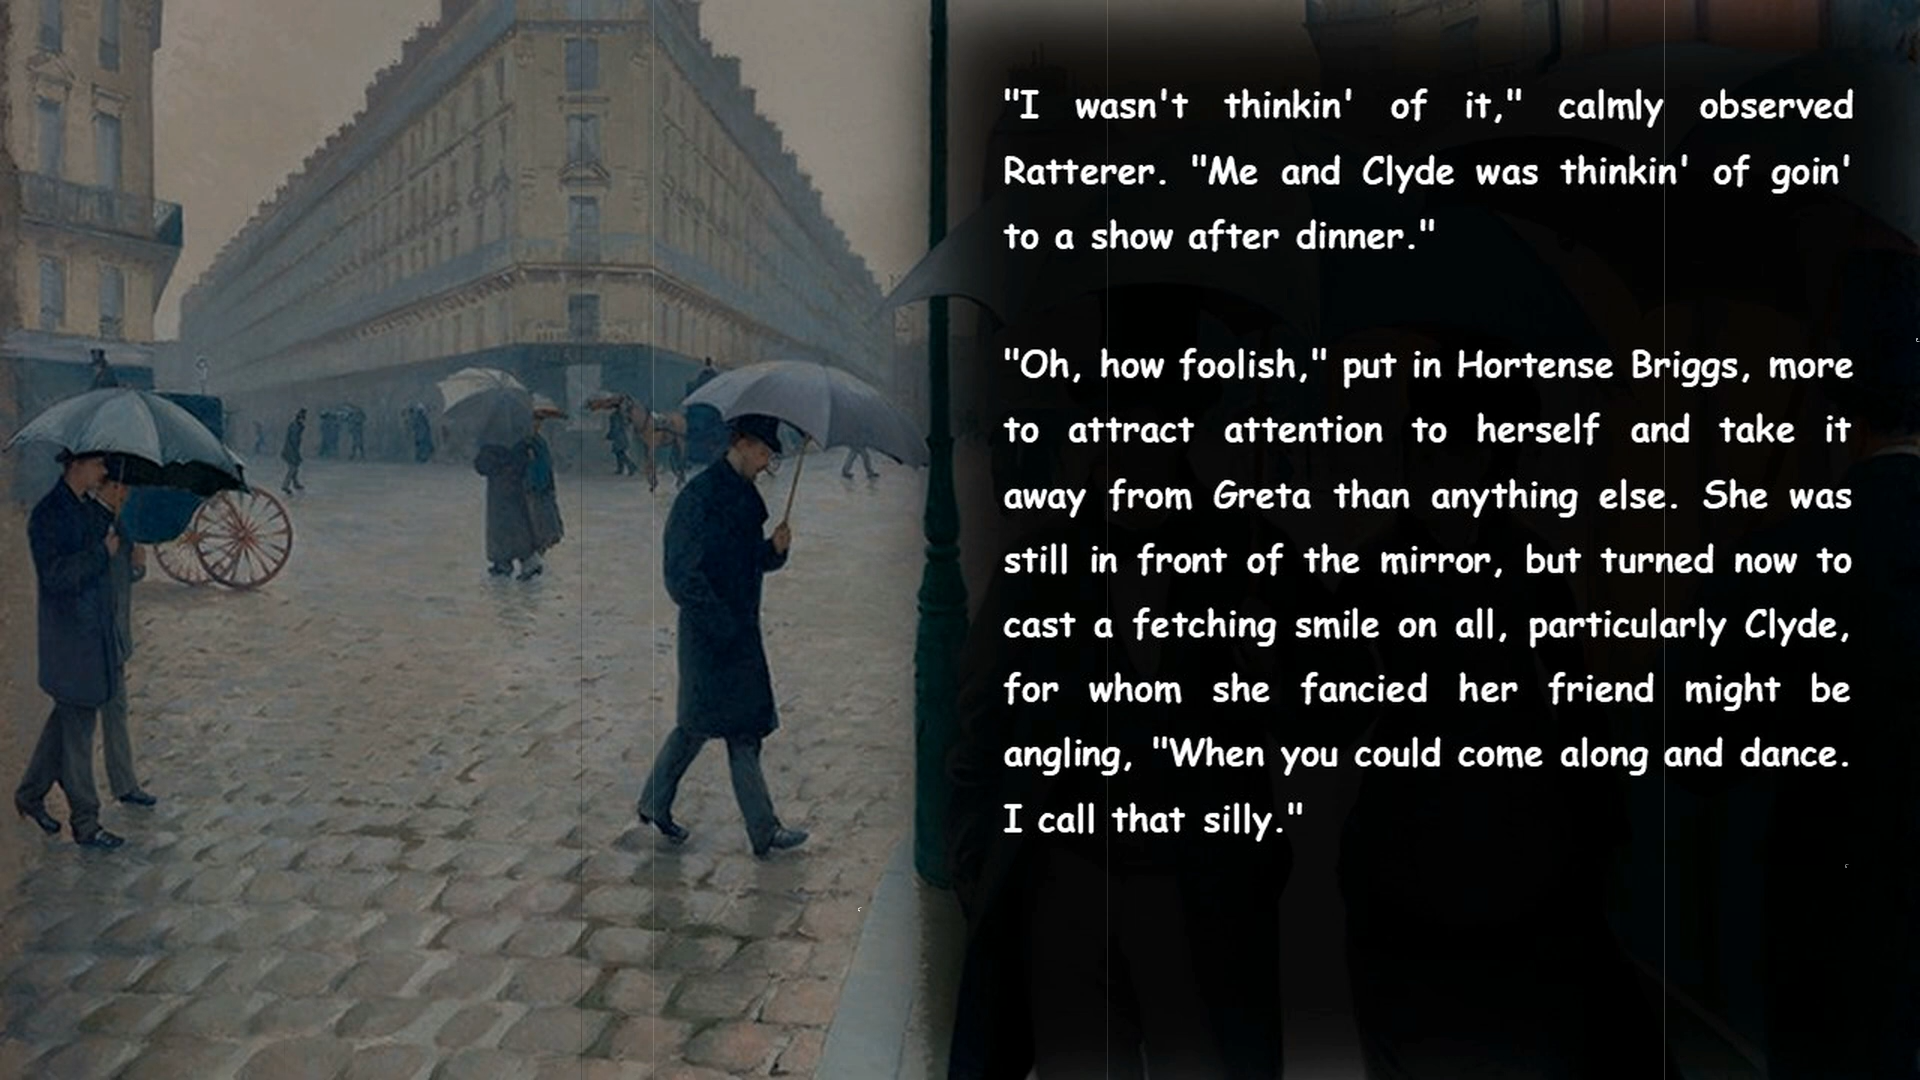 "I wasn't thinkin' of it," calmly observed
Ratterer. "Me and Clyde was thinkin' of goin'
to a show after dinner."
"Oh, how foolish," put in Hortense Briggs, more
to attract attention to herself and take it
away from Greta than anything else. She was
still in front of the mirror, but turned now to
cast a fetching smile on all, particularly Clyde,
for whom she fancied her friend might be
angling, "When you could come along and dance.
I call that silly."